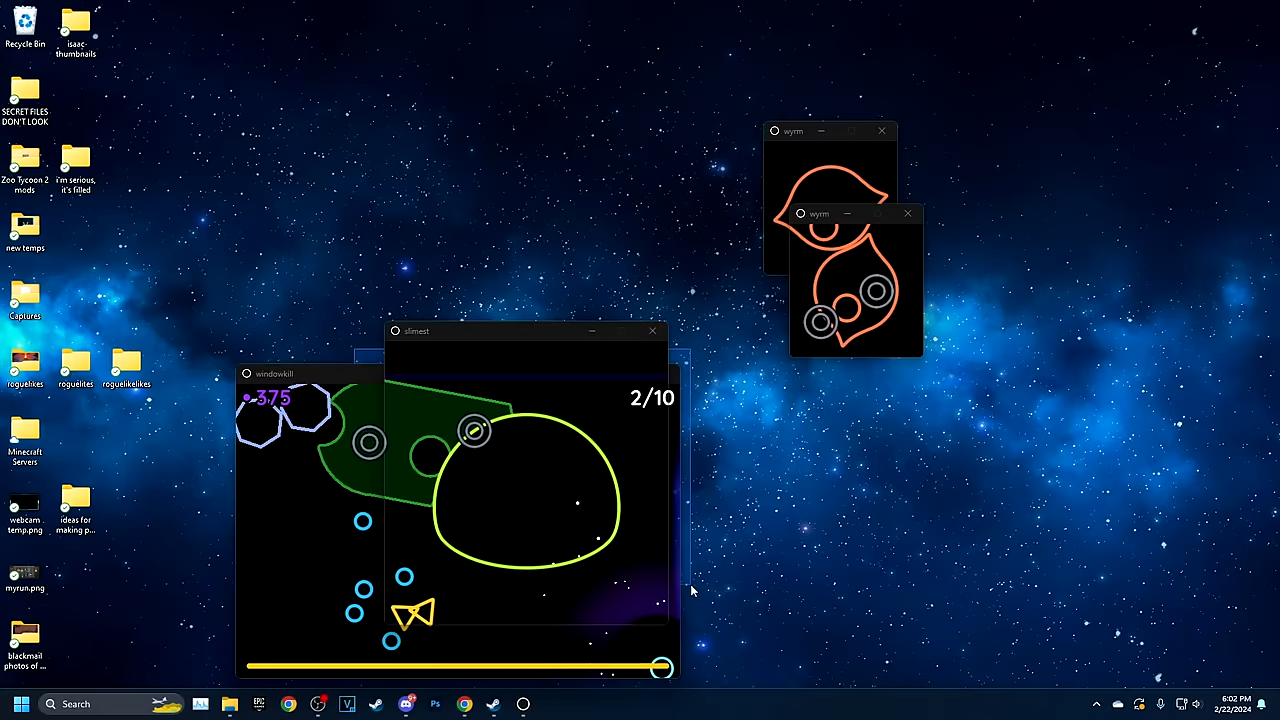 Recycle Bin
isaac-
thumbnails
SECRET FILES
DON'T LOOK
Zoo Tycoon 2
mods
i'm serious,
it's filled
new temps
Captures
roguelikes
roguelites
roguelikelikes
Minecraft
Servers
webcam
temp.png
ideas for
making p...
myrun.png
blackmail
photos of ...
wyrm
wyrm
slimest
windowkill
375
2/10
Search
EPIC
V
Ps
6:02 PM
2/22/2024